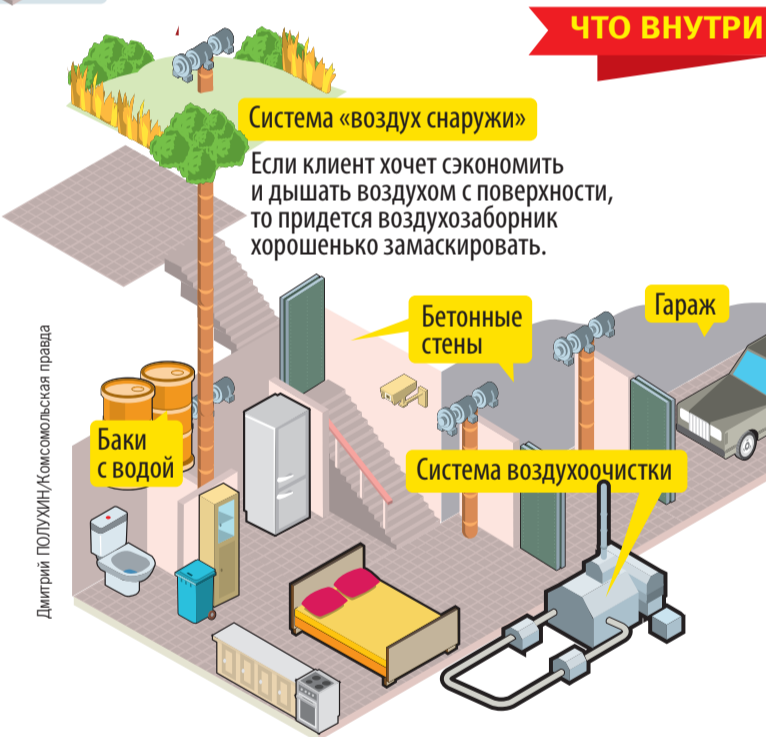 ЧТО ВНУТРИ
Система «воздух снаружи»
Если клиент хочет сэкономить
и дышать воздухом с поверхности,
то придется воздухозаборник
хорошенько замаскировать.
Бетонные
стены
Гараж
Баки
с водой
Система воздухоочистки
Дмитрий ПОЛУХИН/Комсомольская правда